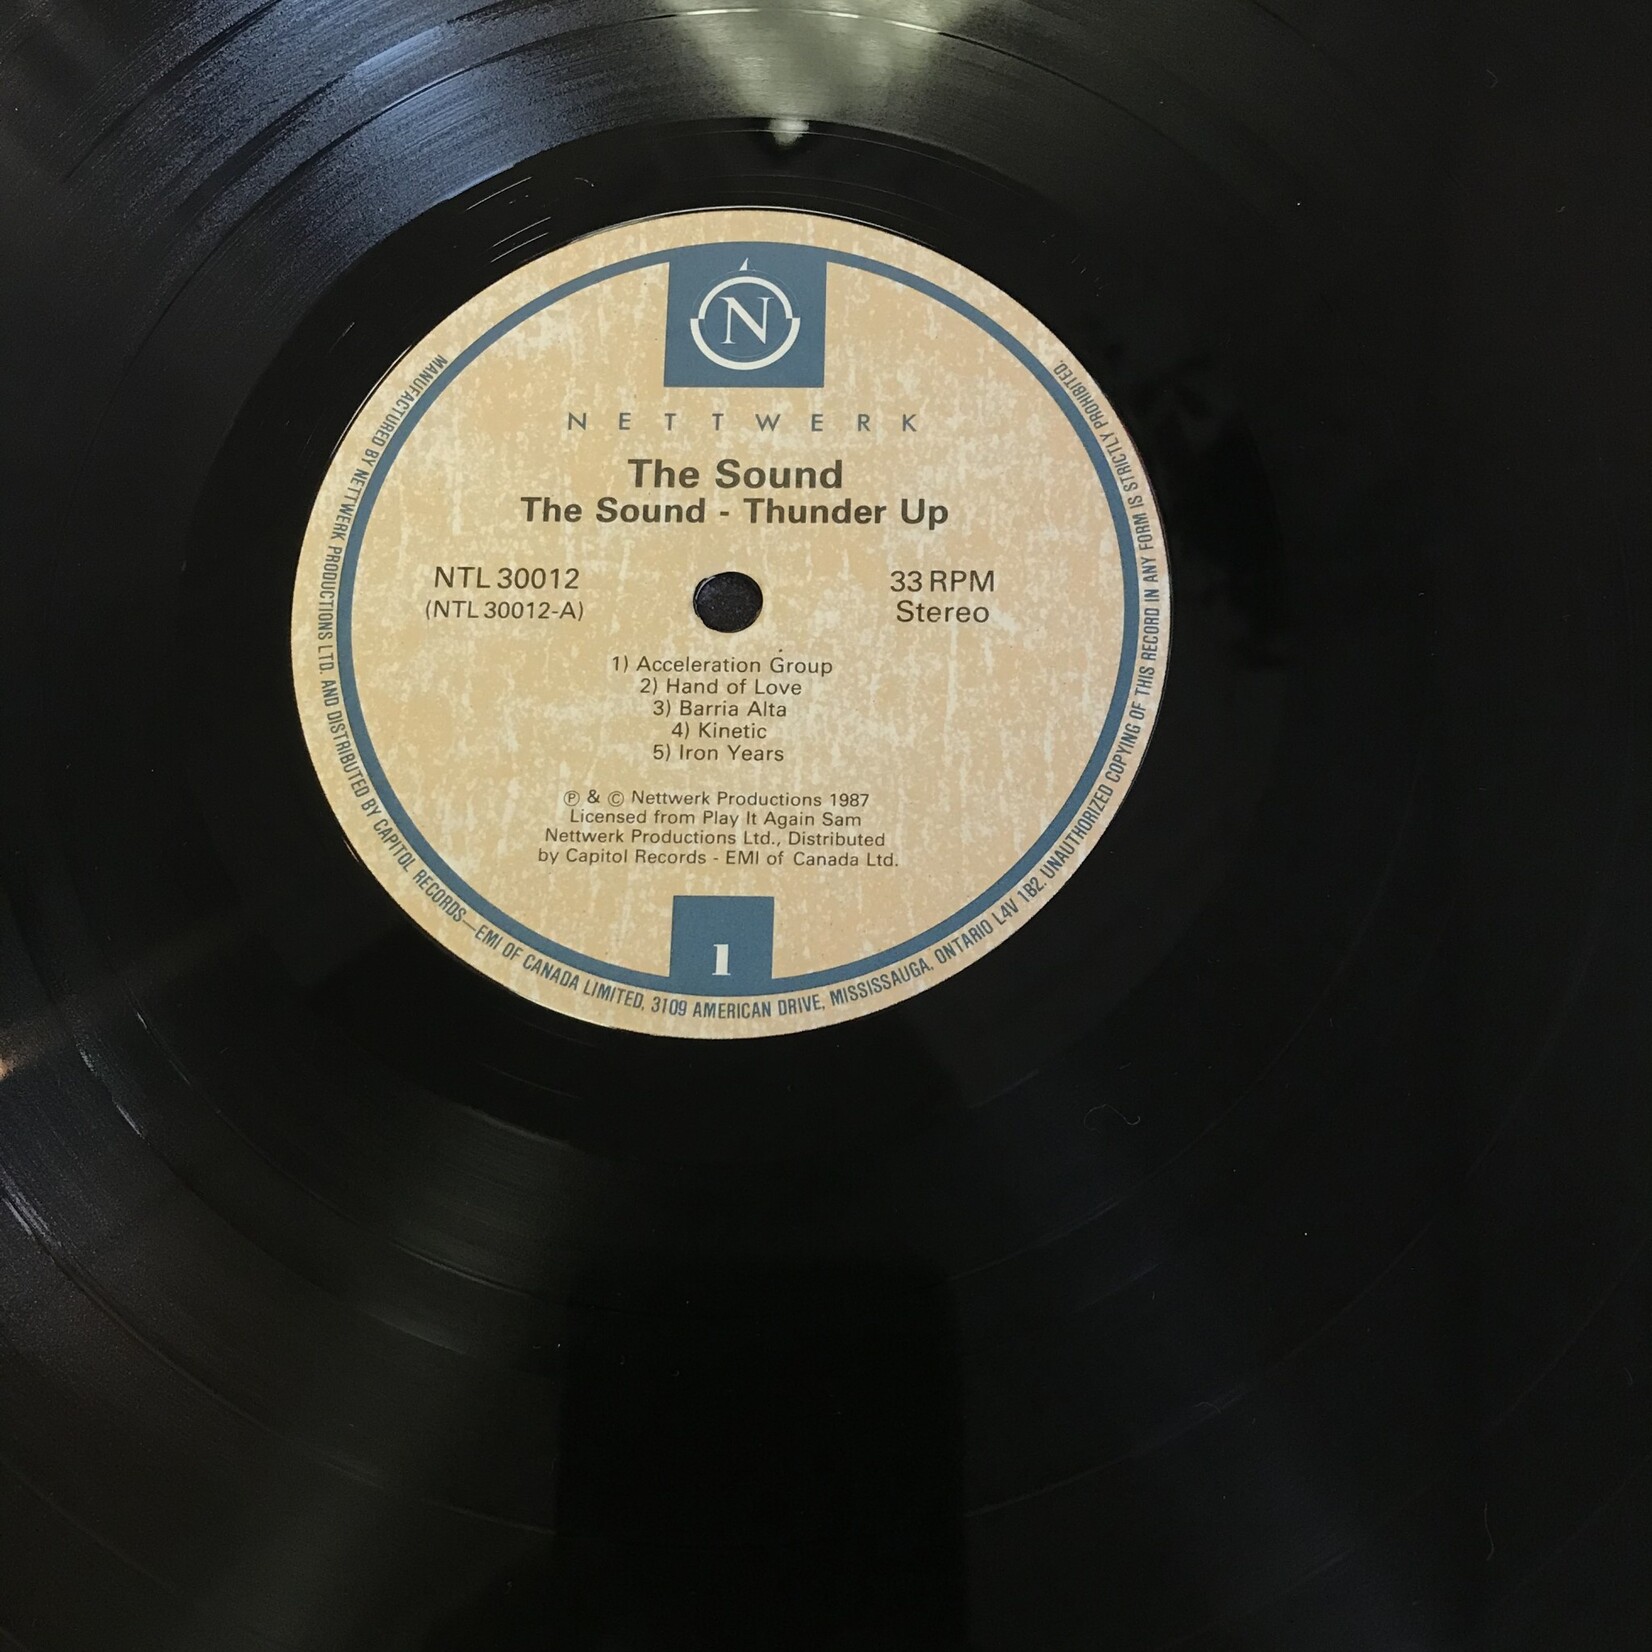 N
NETTWERK
The Sound
The Sound - Thunder Up
NTL 30012
(NTL 30012-A)
33 RPM
Stereo
1) Acceleration Group
2) Hand of Love
3) Barria Alta
4) Kinetic
5) Iron Years
℗ & © Nettwerk Productions 1987
Licensed from Play It Again Sam
Nettwerk Productions Ltd., Distributed
by Capitol Records - EMI of Canada Ltd.
1
MANUFACTURED BY NETTWERK PRODUCTIONS LTD. AND DISTRIBUTED BY CAPITOL RECORDS—EMI OF CANADA LIMITED, 3109 AMERICAN DRIVE, MISSISSAUGA, ONTARIO L4V 1B2. UNAUTHORIZED COPYING OF THIS RECORD IN ANY FORM IS STRICTLY PROHIBITED.